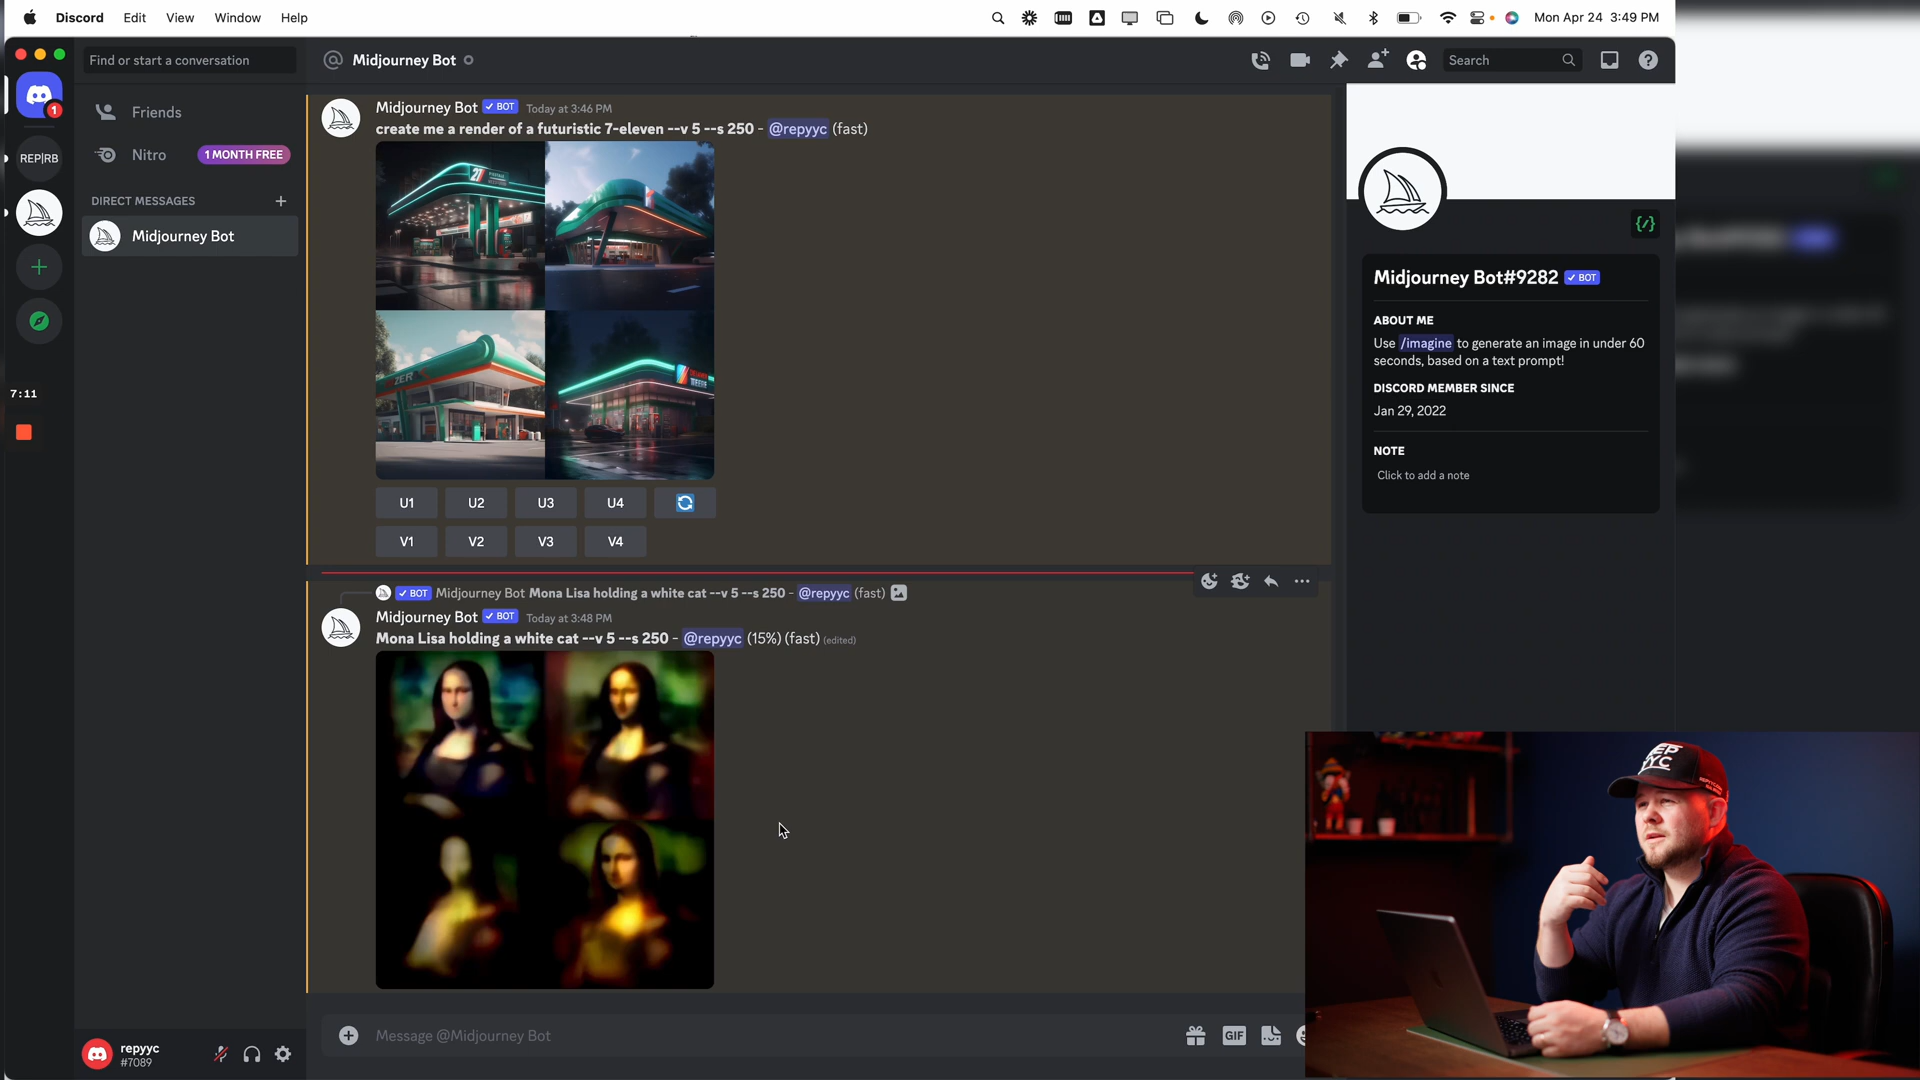 Discord Edit View Window Help
Mon Apr 24 3:49 PM
Find or start a conversation
Midjourney Bot
Search
1
Friends
Nitro 1 MONTH FREE
REP|RB
DIRECT MESSAGES
Midjourney Bot
7:11
Midjourney Bot BOT Today at 3:46 PM
create me a render of a futuristic 7-eleven --v 5 --s 250 - @repyyc (fast)
27
ZER
U1 U2 U3 U4
V1 V2 V3 V4
BOT Midjourney Bot Mona Lisa holding a white cat --v 5 --s 250 - @repyyc (fast)
Midjourney Bot BOT Today at 3:48 PM
Mona Lisa holding a white cat --v 5 --s 250 - @repyyc (15%) (fast) (edited)
Message @Midjourney Bot
GIF
repyyc
#7089
{/}
Midjourney Bot#9282 BOT
ABOUT ME
Use /imagine to generate an image in under 60
seconds, based on a text prompt!
DISCORD MEMBER SINCE
Jan 29, 2022
NOTE
Click to add a note